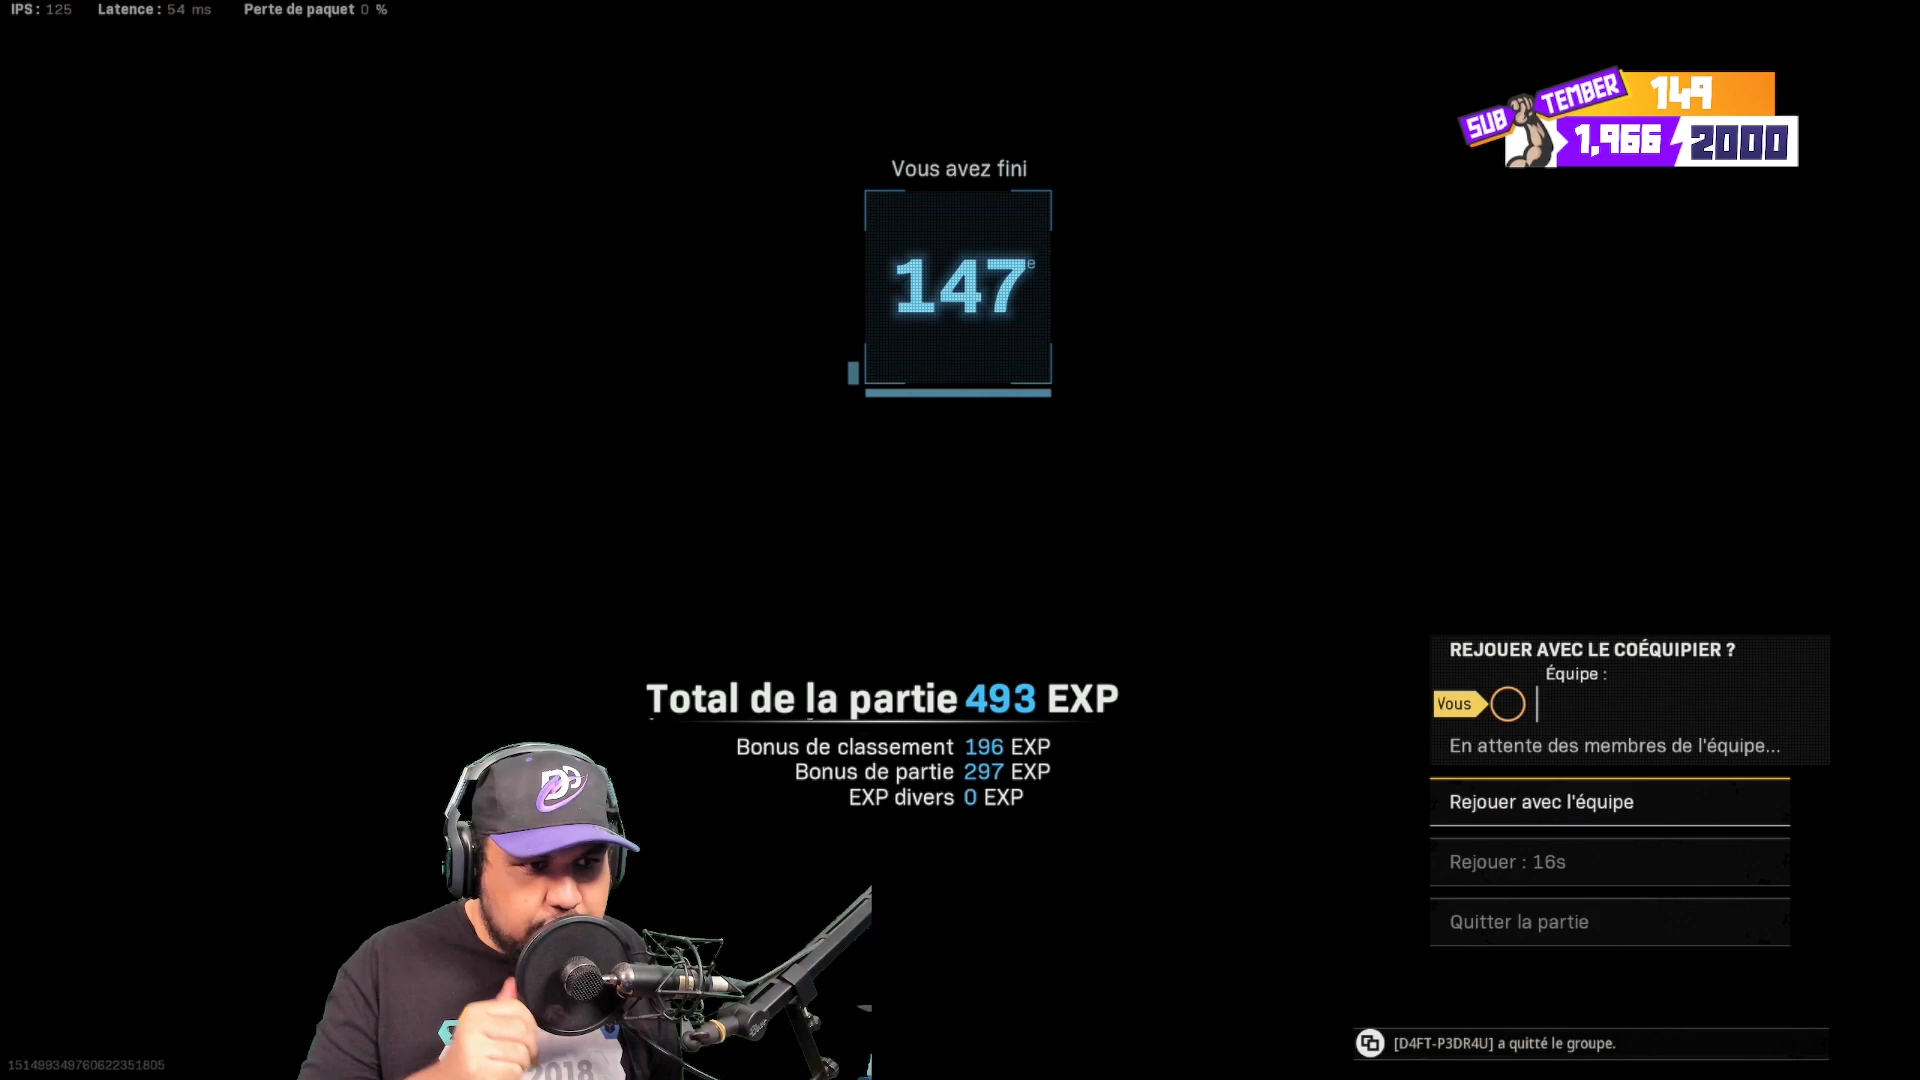 IPS : 125 Latence : 54 ms Perte de paquet 0 %
SUB TEMBER 149
1,966 2000
Vous avez fini
147e
Total de la partie 493 EXP
Bonus de classement 196 EXP
Bonus de partie 297 EXP
EXP divers 0 EXP
REJOUER AVEC LE COÉQUIPIER ?
Équipe :
Vous
En attente des membres de l'équipe...
Rejouer avec l'équipe
Rejouer : 16s
Quitter la partie
[D4FT-P3DR4U] a quitté le groupe.
2018
151499349760622351805